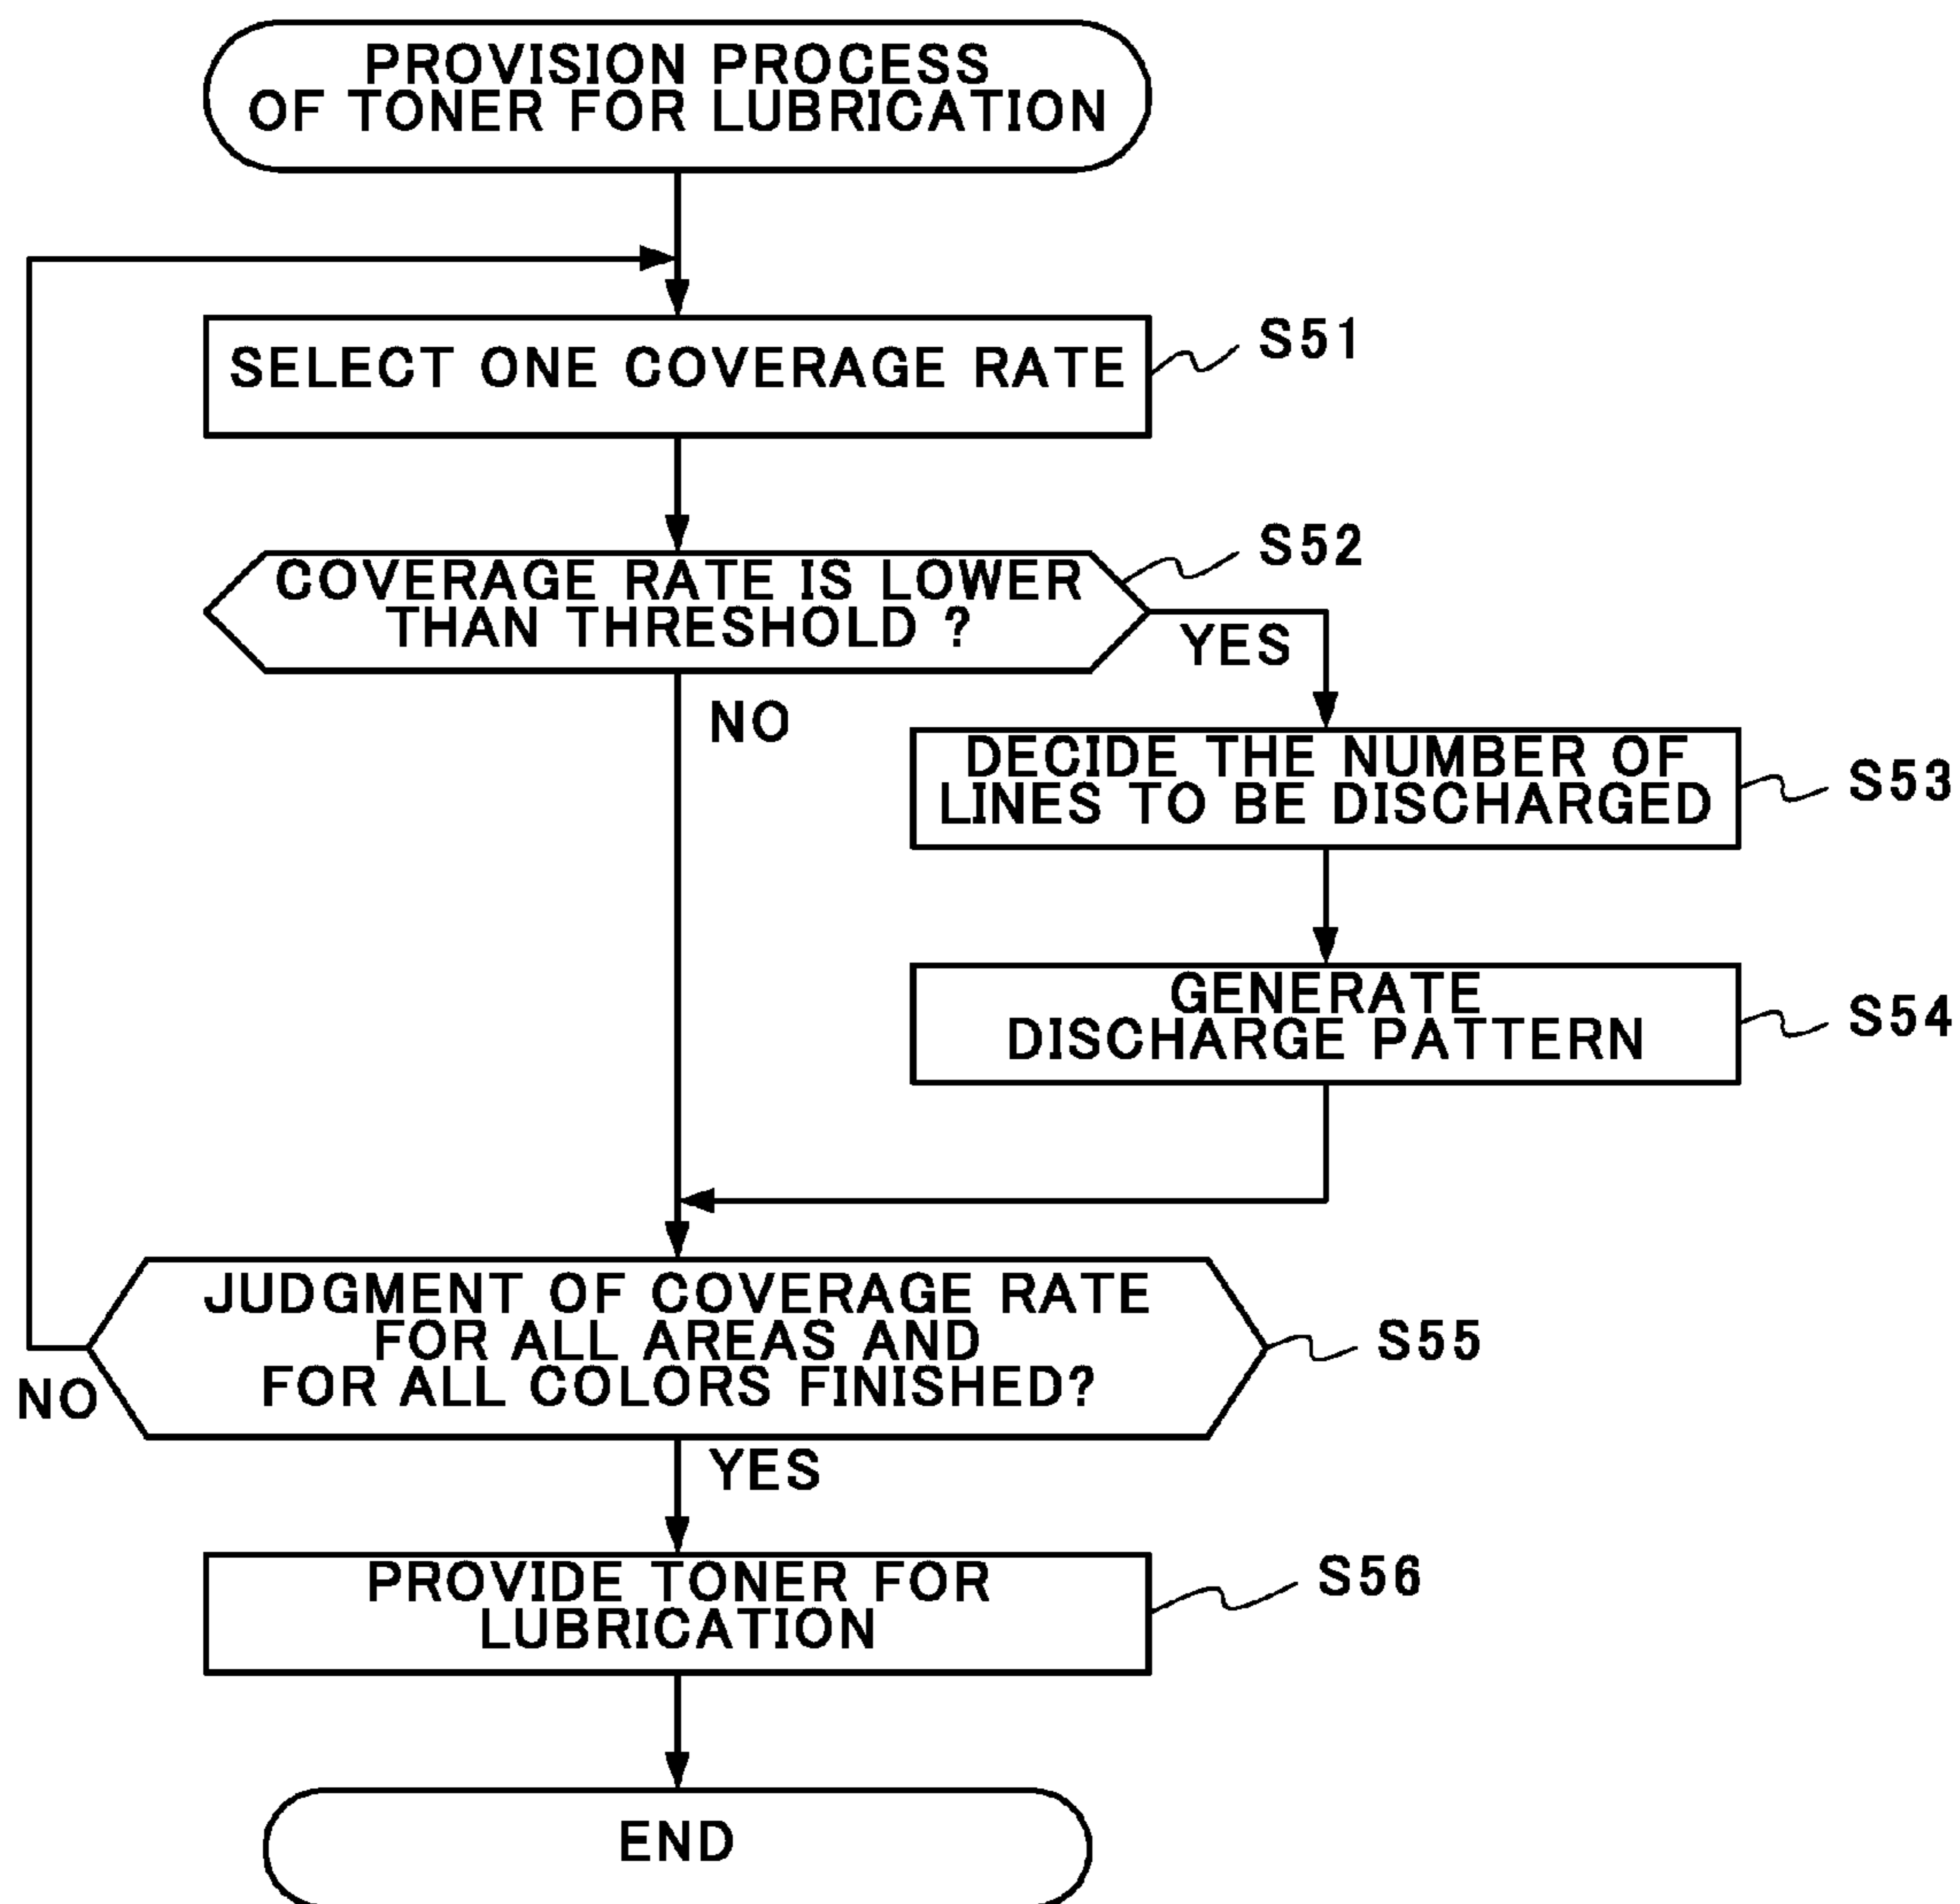 PROVISION PROCESS
OF TONER FOR LUBRICATION
SELECT ONE COVERAGE RATE
S51
COVERAGE RATE IS LOWER
THAN THRESHOLD ?
S52
YES
NO
DECIDE THE NUMBER OF
LINES TO BE DISCHARGED
S53
GENERATE
DISCHARGE PATTERN
S54
JUDGMENT OF COVERAGE RATE
FOR ALL AREAS AND
FOR ALL COLORS FINISHED?
S55
NO
YES
PROVIDE TONER FOR
LUBRICATION
S56
END